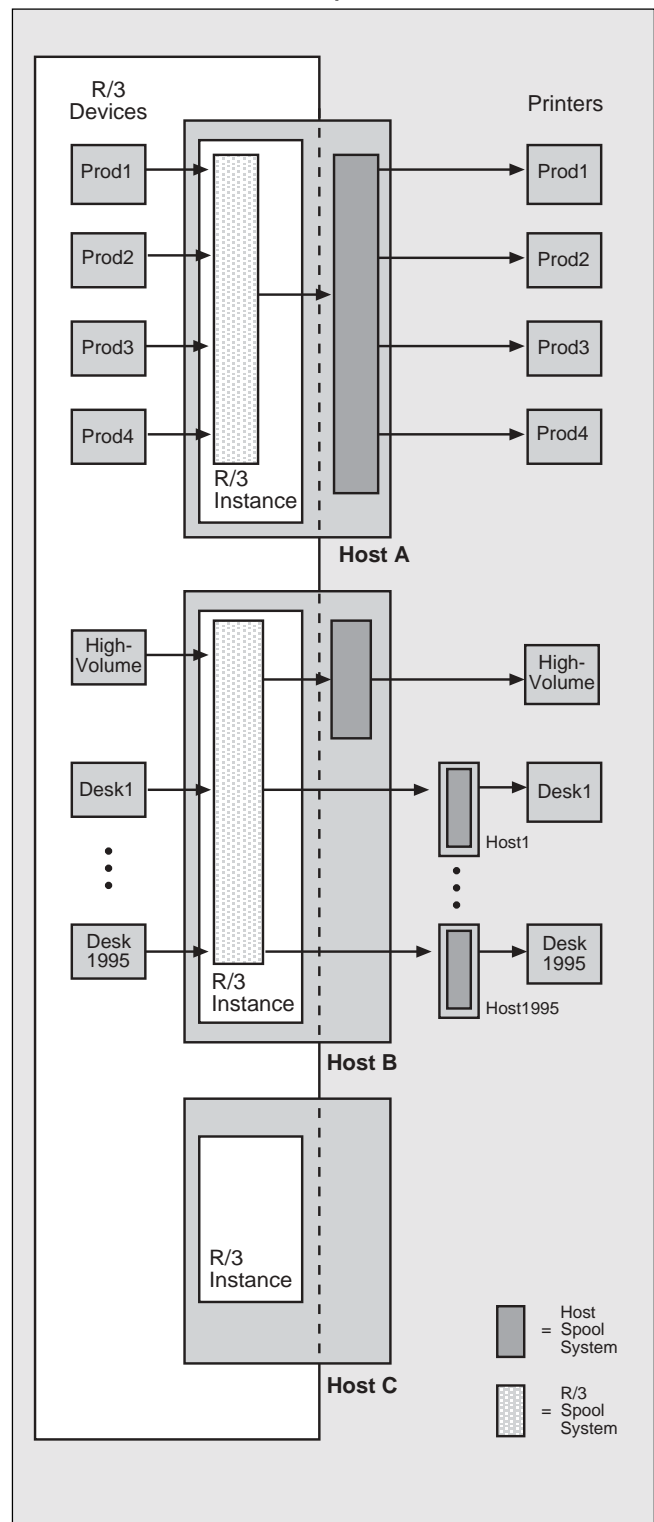 R/3
Devices
Printers
Prod1
Prod1
Prod2
Prod2
Prod3
Prod3
Prod4
Prod4
R/3
Instance
Host A
High-
Volume
High-
Volume
Desk1
Desk1
Host1
Desk
1995
Desk
1995
R/3
Instance
Host1995
Host B
R/3
Instance
Host
= Spool
System
Host C
R/3
= Spool
System